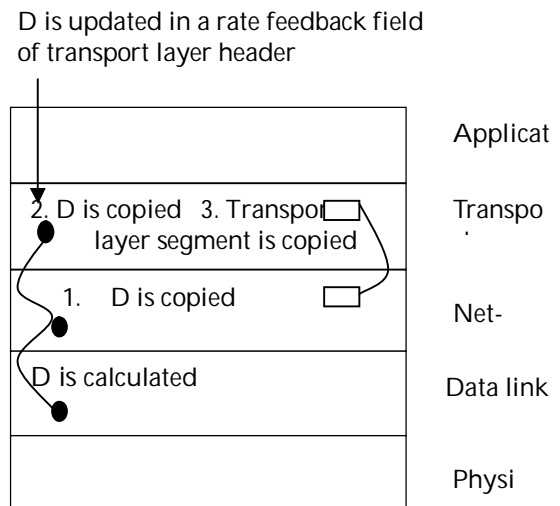 D is updated in a rate feedback field
of transport layer header
Applicat
2. D is copied 3. Transpor
layer segment is copied
Transpo
1. D is copied
Net-
D is calculated
Data link
Physi